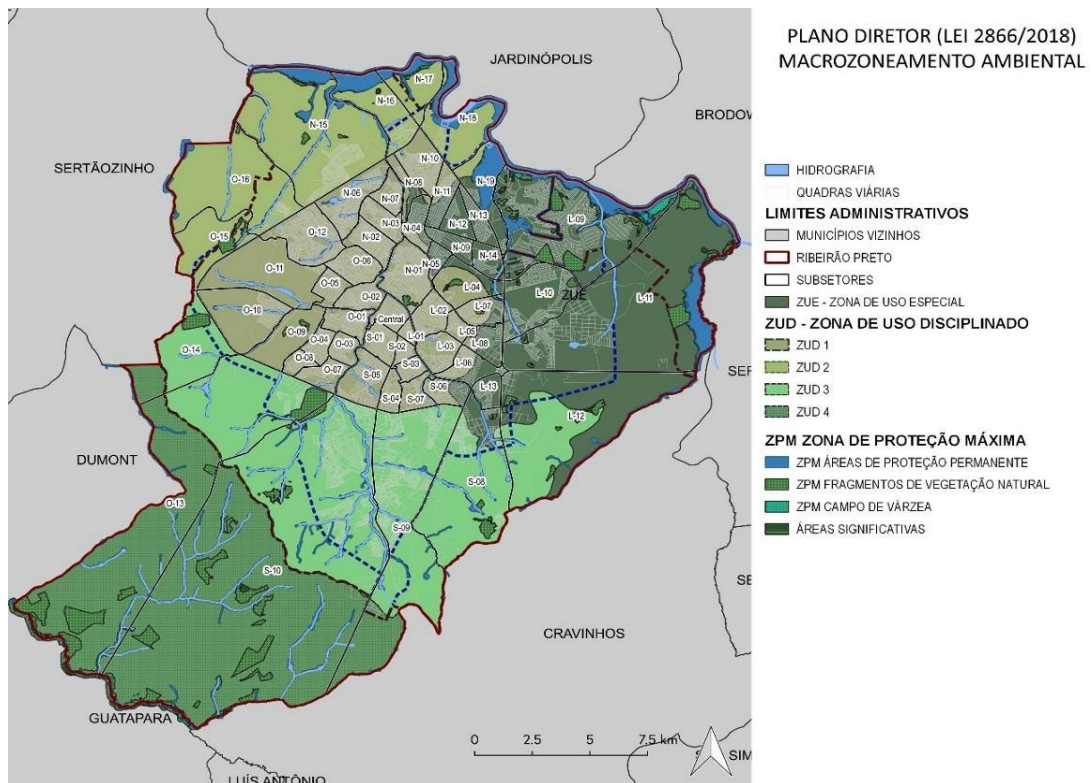 PLANO DIRETOR (LEI 2866/2018)
MACROZONEAMENTO AMBIENTAL
HIDROGRAFIA
QUADRAS VIÁRIAS
LIMITES ADMINISTRATIVOS
MUNICÍPIOS VIZINHOS
RIBEIRÃO PRETO
SUBSETORES
ZUE - ZONA DE USO ESPECIAL
ZUD - ZONA DE USO DISCIPLINADO
ZUD 1
ZUD 2
ZUD 3
ZUD 4
ZPM ZONA DE PROTEÇÃO MÁXIMA
ZPM ÁREAS DE PROTEÇÃO PERMANENTE
ZPM FRAGMENTOS DE VEGETAÇÃO NATURAL
ZPM CAMPO DE VÁRZEA
ÁREAS SIGNIFICATIVAS
JARDINÓPOLIS
BRODOW
SERTÃOZINHO
N-17
N-16
N-15
N-18
N-10
O-16
N-08
N-19
N-06
N-11
N-07
N-13
L-09
N-03
N-12
O-12
N-04
N-02
O-15
N-09
N-14
O-06
N-05
O-11
N-01
O-05
L-04
L-10
ZUE
L-11
O-02
L-07
O-10
L-02
O-01
Central
O-09
L-05
S-01
L-01
O-04
O-03
S-02
L-03
L-08
O-14
O-08
S-03
L-06
O-07
S-05
SER
S-06
L-13
S-04
S-07
L-12
DUMONT
S-08
O-13
S-09
S-10
SE
CRAVINHOS
GUATAPARA
LUÍS ANTÔNIO
0
2.5
5
7.5 km
SIM